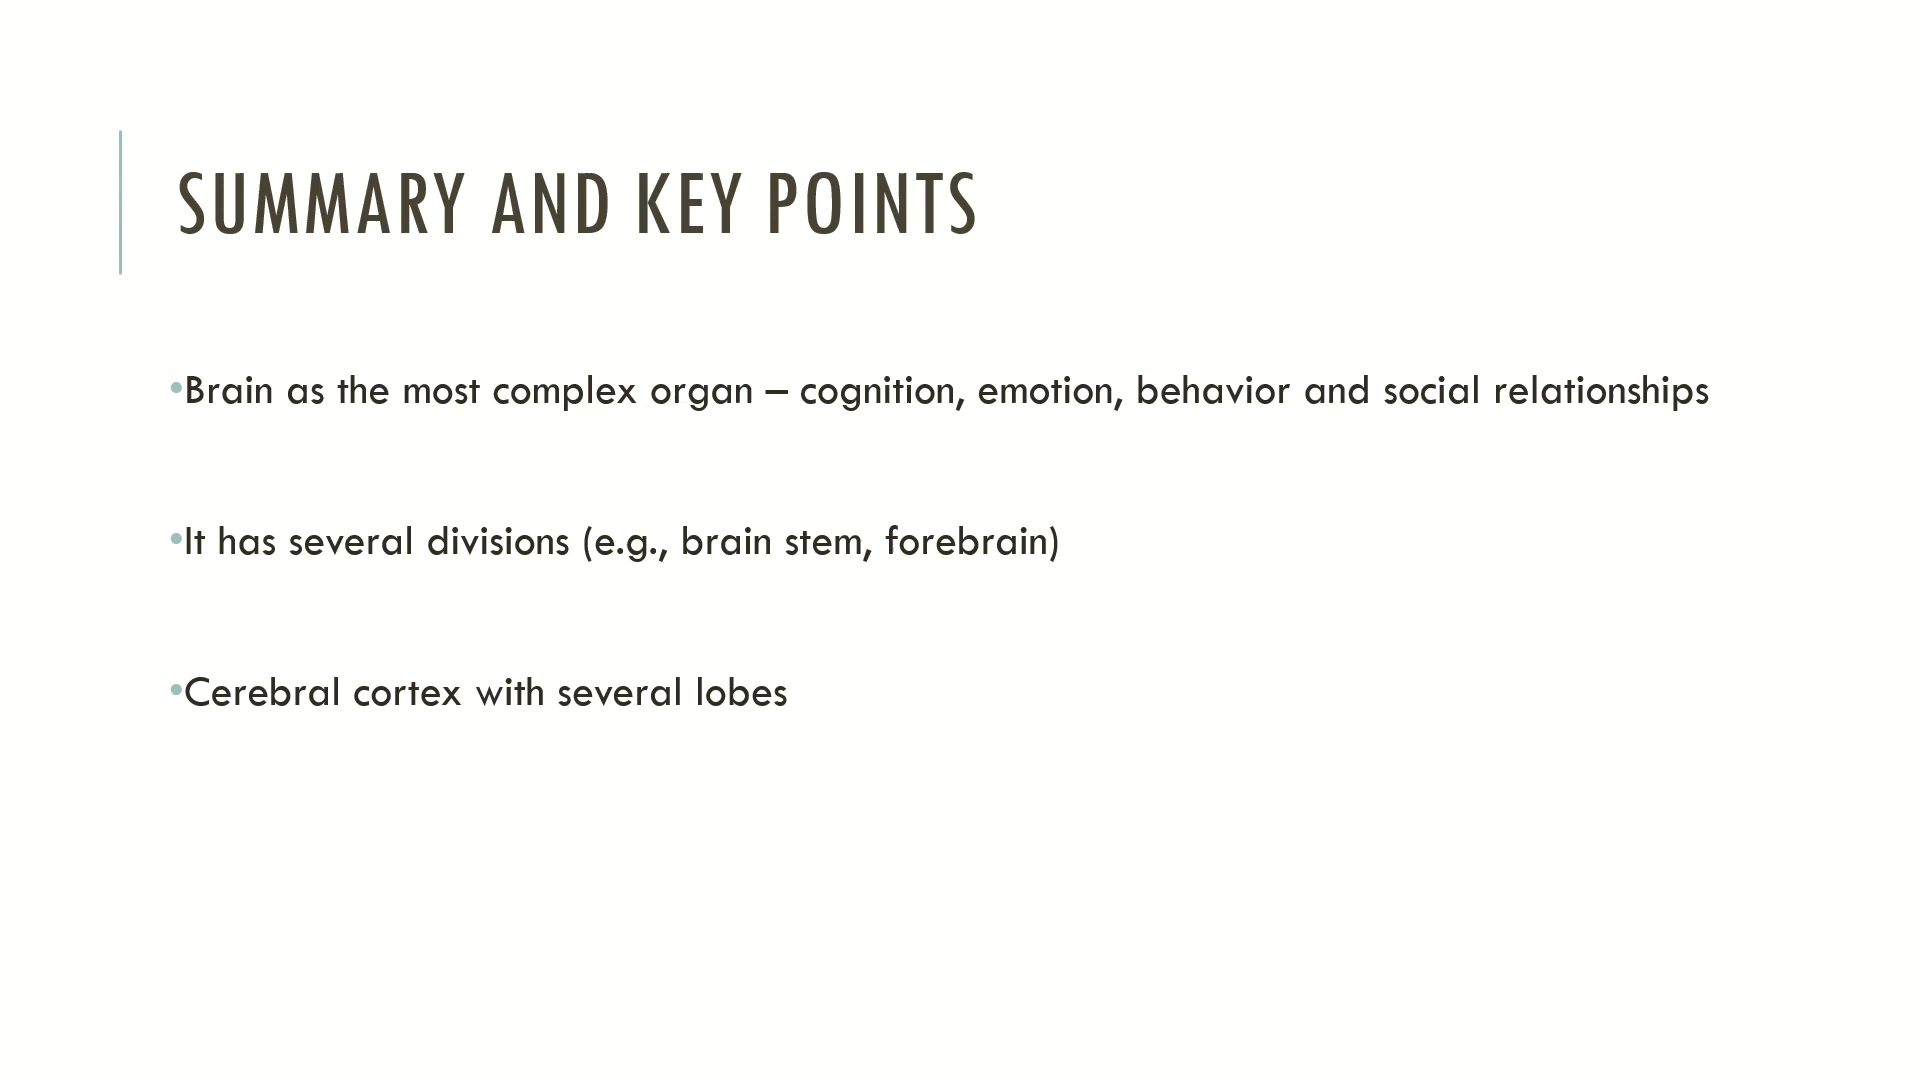 SUMMARY AND KEY POINTS
•Brain as the most complex organ – cognition, emotion, behavior and social relationships
•It has several divisions (e.g., brain stem, forebrain)
•Cerebral cortex with several lobes